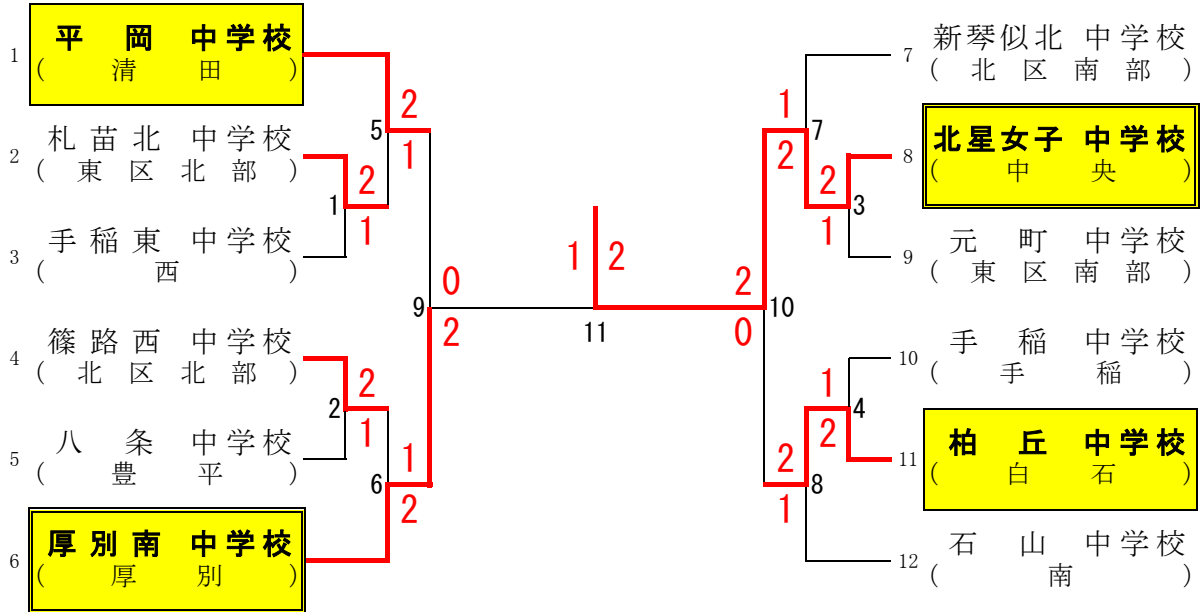 1 平岡 中学校
( 清田 )
2 札苗北 中学校
( 東区北部 )
3 手稲東 中学校
( 西 )
4 篠路西 中学校
( 北区北部 )
5 八条 中学校
( 豊平 )
6 厚別南 中学校
( 厚別 )
5 2
1
1 2
1
9 0
2
2 2
1
6 1
2
1 2
11
7 新琴似北 中学校
( 北区南部 )
8 北星女子 中学校
( 中央 )
9 元町 中学校
( 東区南部 )
10 手稲 中学校
( 手稲 )
11 柏丘 中学校
( 白石 )
12 石山 中学校
( 南 )
1 7
2
2 3
1
2 10
0
1 4
2
2 8
1